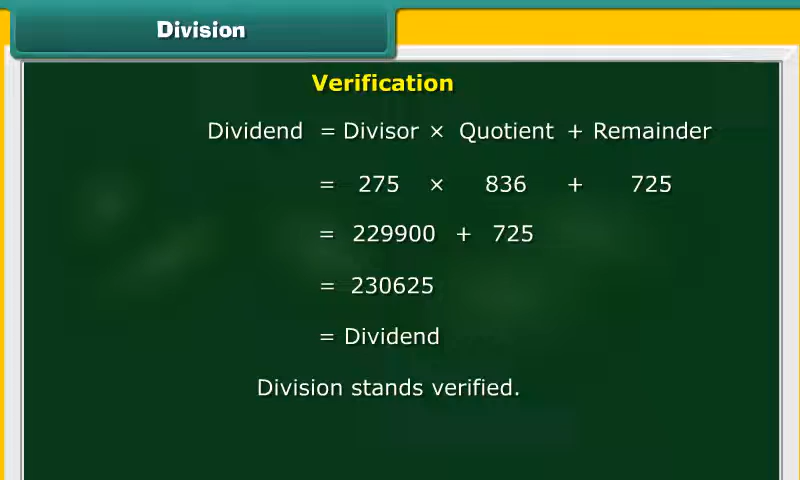 Division
Verification
Dividend = Divisor × Quotient + Remainder
= 275 × 836 + 725
= 229900 + 725
= 230625
= Dividend
Division stands verified.